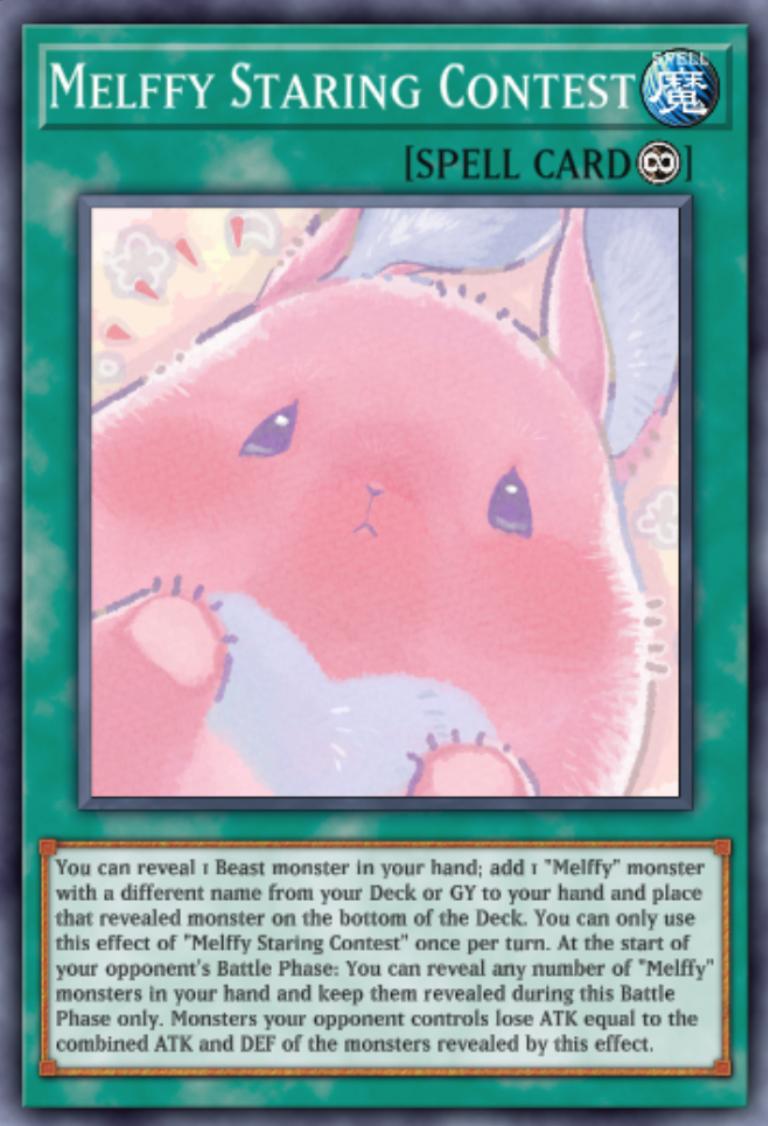 MELFFY STARING CONTEST
SPELL
魔
[SPELL CARD]
You can reveal 1 Beast monster in your hand; add 1 "Melffy" monster
with a different name from your Deck or GY to your hand and place
that revealed monster on the bottom of the Deck. You can only use
this effect of "Melffy Staring Contest" once per turn. At the start of
your opponent's Battle Phase: You can reveal any number of "Melffy"
monsters in your hand and keep them revealed during this Battle
Phase only. Monsters your opponent controls lose ATK equal to the
combined ATK and DEF of the monsters revealed by this effect.